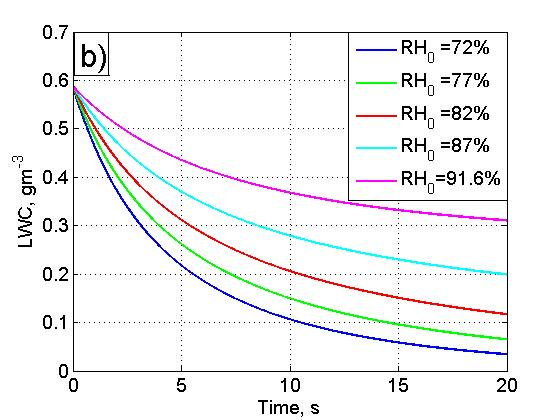 b)
0.7
0.6
0.5
0.4
0.3
0.2
0.1
0
LWC, gm⁻³
RH₀ =72%
RH₀ =77%
RH₀ =82%
RH₀ =87%
RH₀=91.6%
0 5 10 15 20
Time, s